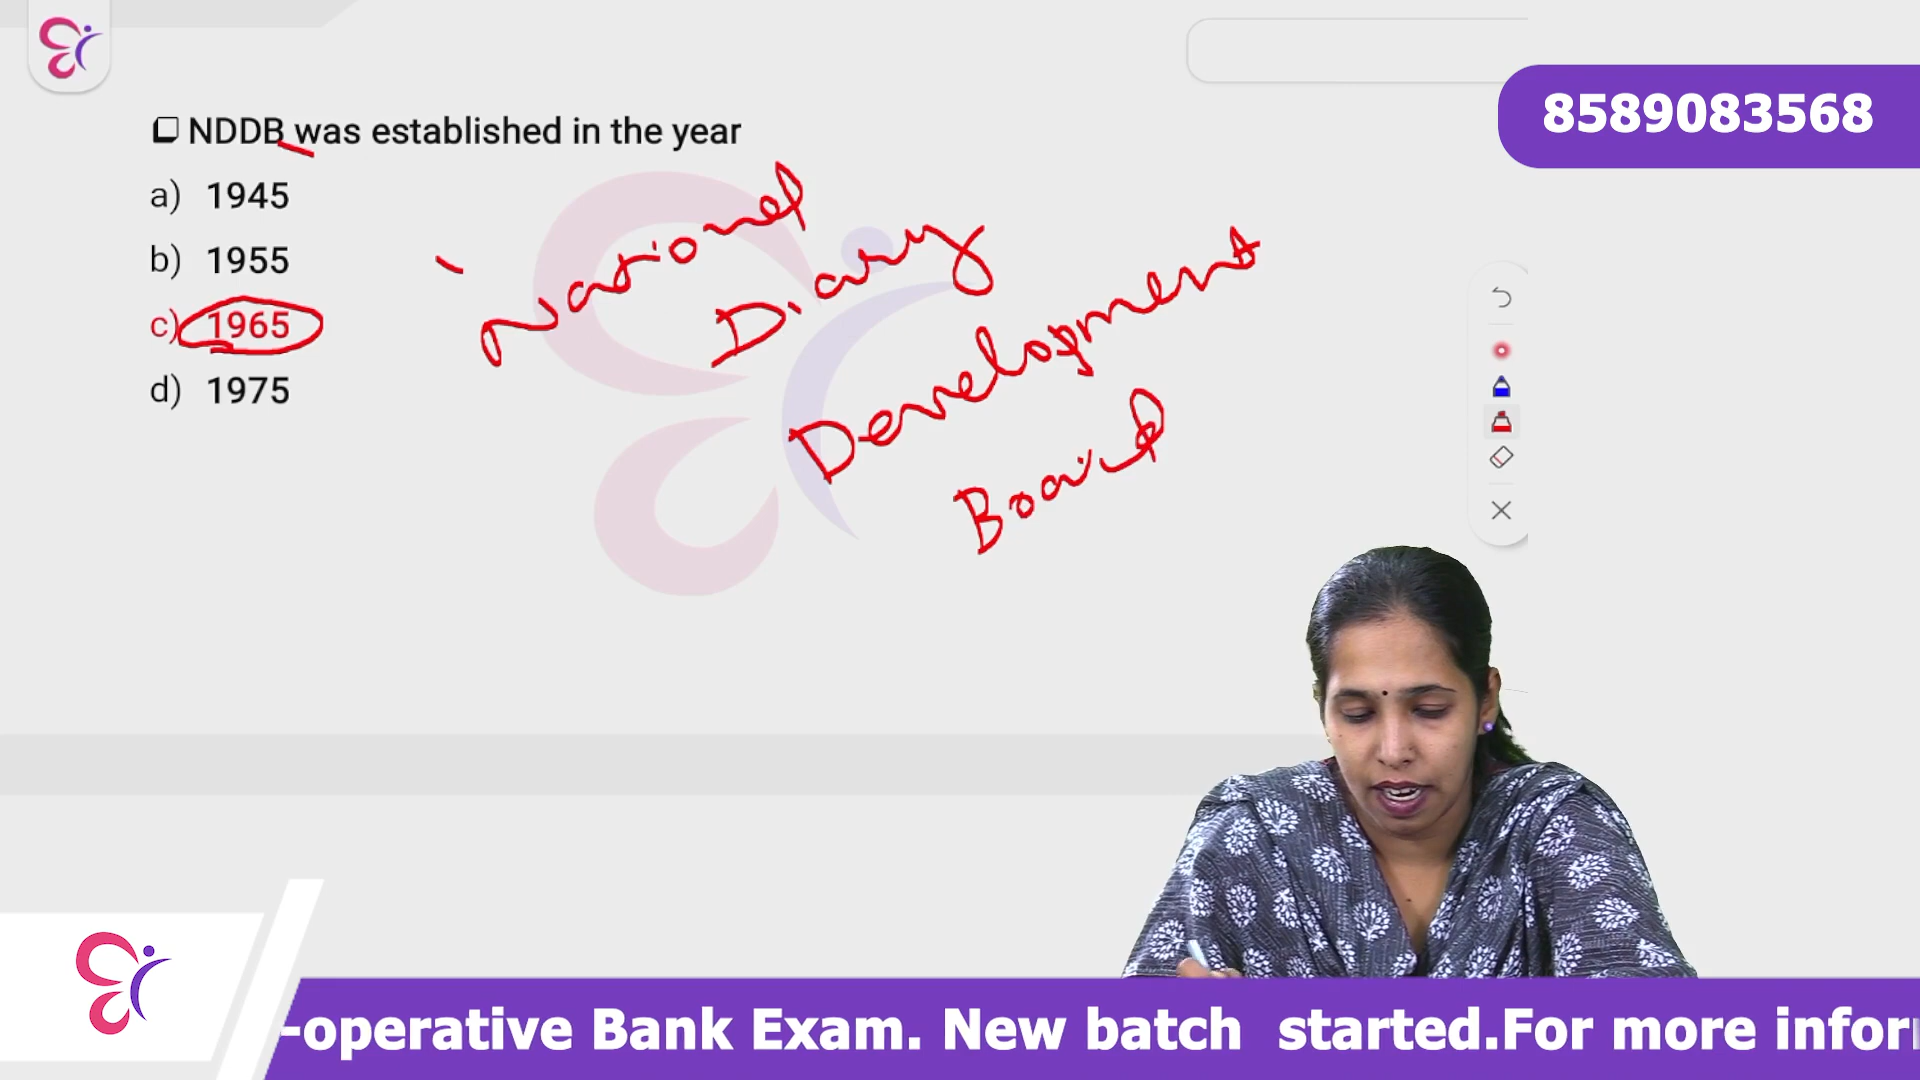 8589083568
NDDB was established in the year
a) 1945
b) 1955
c) 1965
d) 1975
National
Diary
Development
Board
-operative Bank Exam. New batch started.For more infor